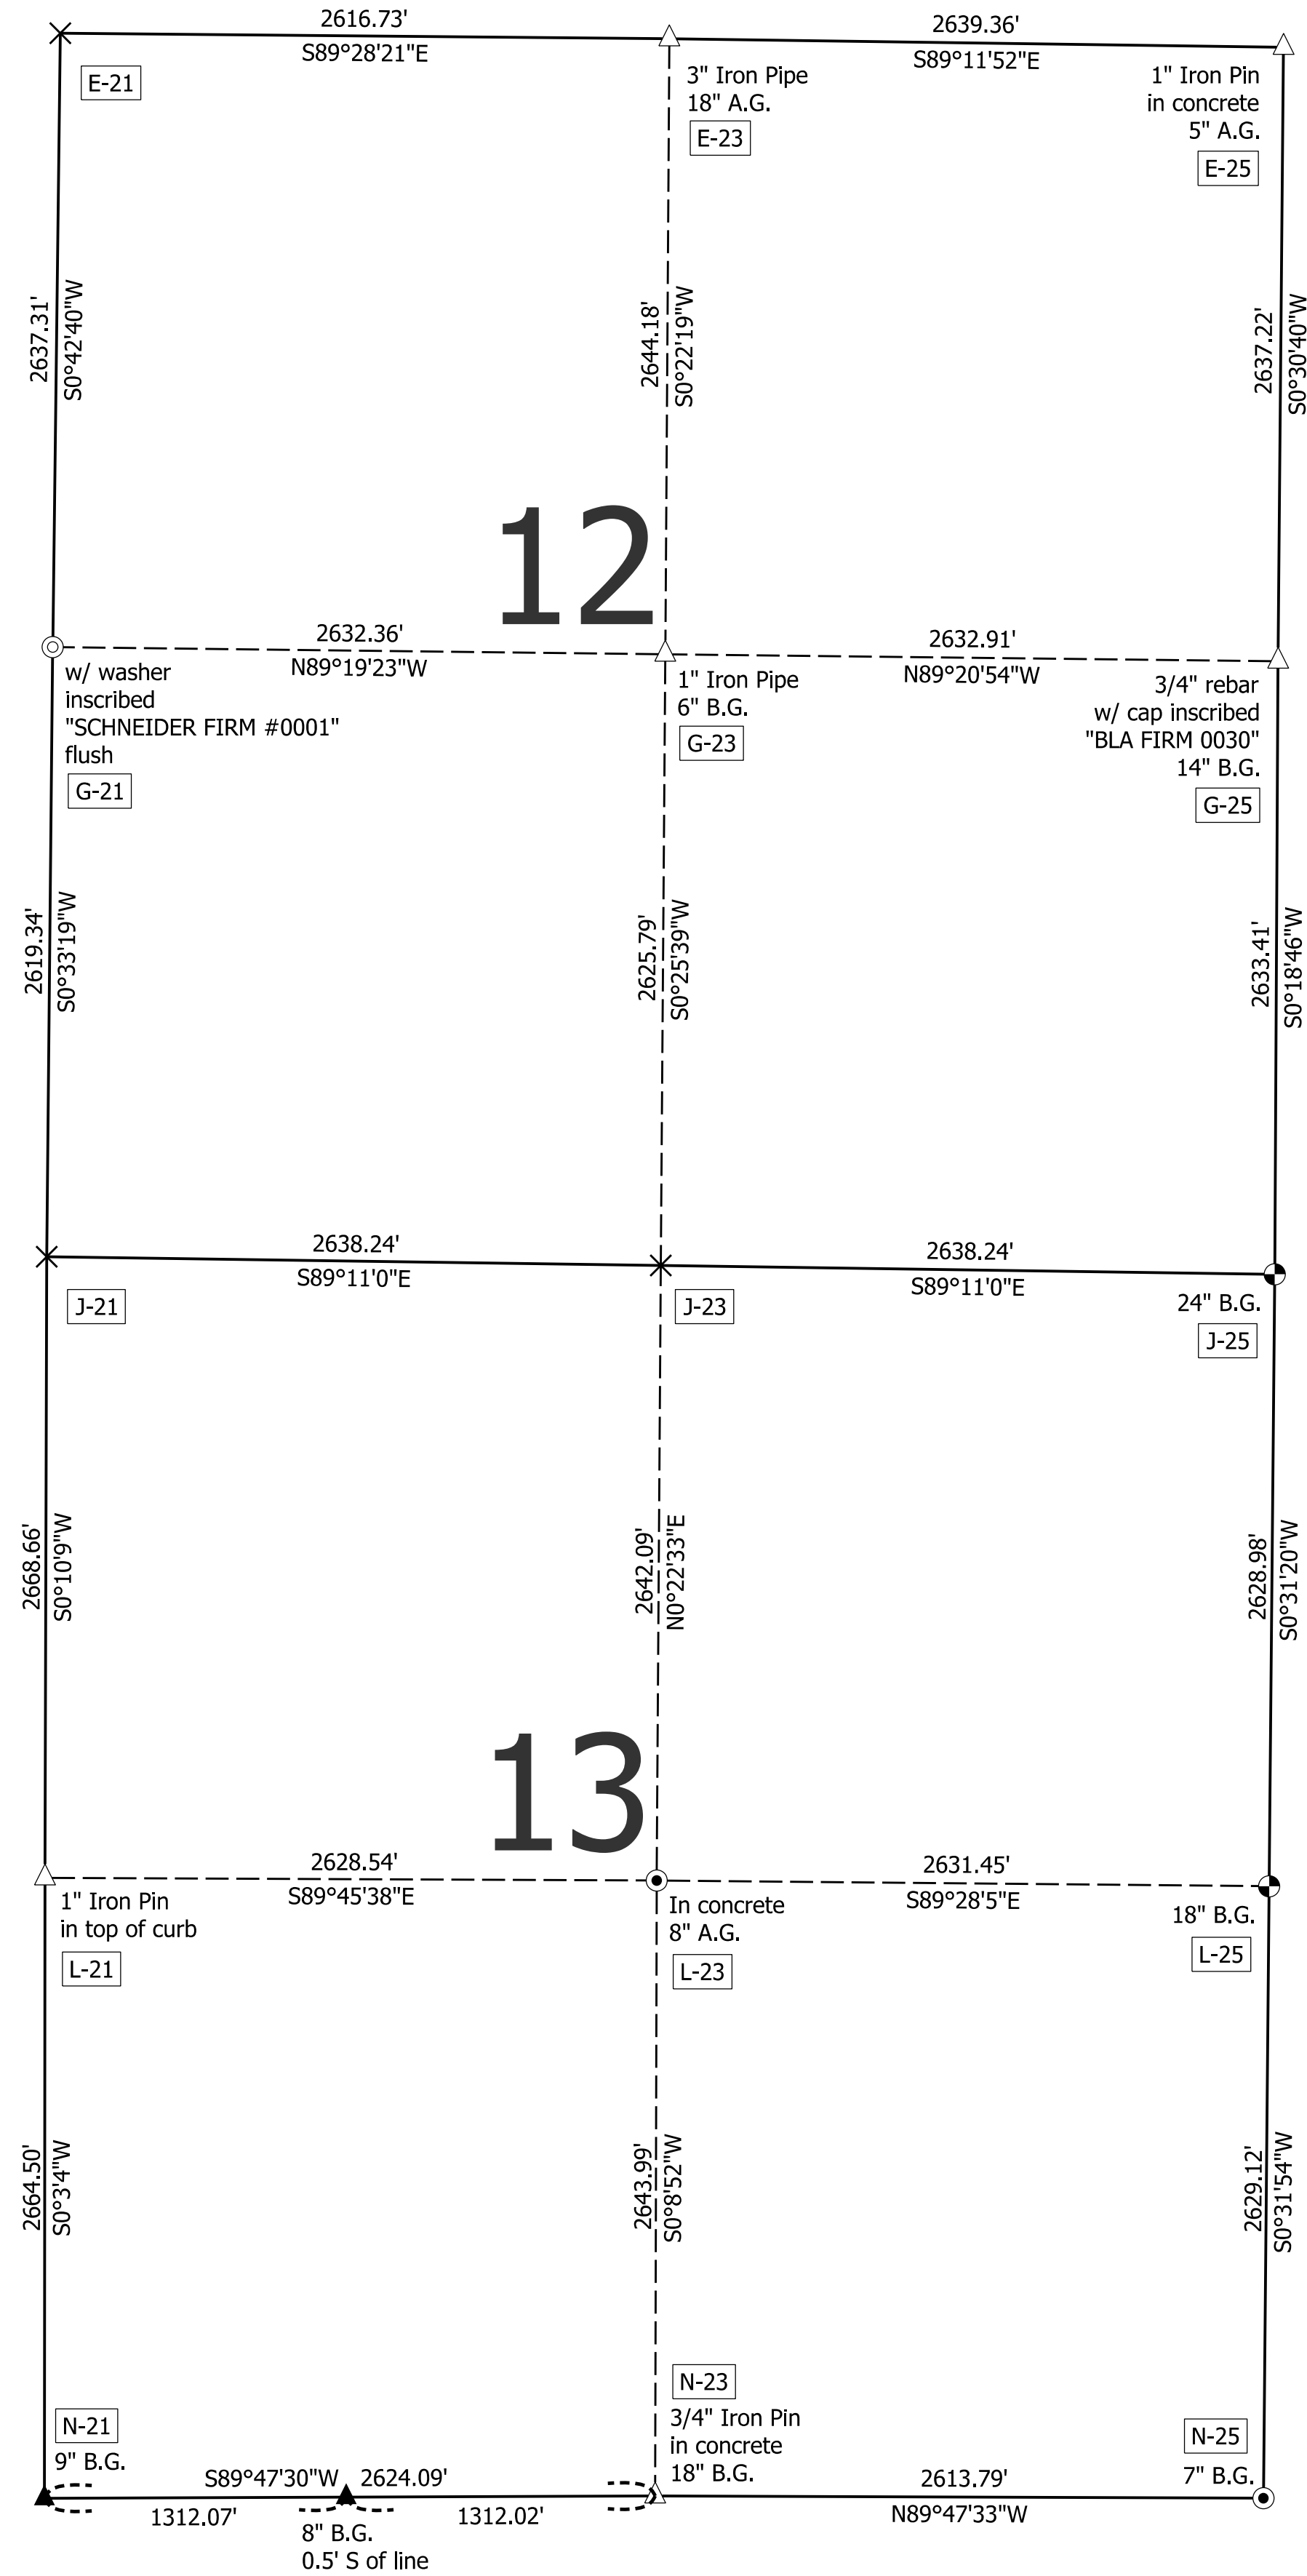 2616.73'
S89°28'21"E
2639.36'
S89°11'52"E
E-21
3" Iron Pipe
18" A.G.
E-23
1" Iron Pin
in concrete
5" A.G.
E-25
2637.31'
S0°42'40"W
2644.18'
S0°22'19"W
2637.22'
S0°30'40"W
12
2632.36'
N89°19'23"W
2632.91'
N89°20'54"W
w/ washer
inscribed
"SCHNEIDER FIRM #0001"
flush
G-21
1" Iron Pipe
6" B.G.
G-23
3/4" rebar
w/ cap inscribed
"BLA FIRM 0030"
14" B.G.
G-25
2619.34'
S0°33'19"W
2625.79'
S0°25'39"W
2633.41'
S0°18'46"W
2638.24'
S89°11'0"E
2638.24'
S89°11'0"E
J-21
J-23
24" B.G.
J-25
2668.66'
S0°10'9"W
2642.09'
N0°22'33"E
2628.98'
S0°31'20"W
13
2628.54'
S89°45'38"E
2631.45'
S89°28'5"E
1" Iron Pin
in top of curb
L-21
In concrete
8" A.G.
L-23
18" B.G.
L-25
2664.50'
S0°3'4"W
2643.99'
S0°8'52"W
2629.12'
S0°31'54"W
N-21
9" B.G.
N-23
3/4" Iron Pin
in concrete
18" B.G.
N-25
7" B.G.
S89°47'30"W 2624.09'
1312.07'
1312.02'
2613.79'
N89°47'33"W
8" B.G.
0.5' S of line